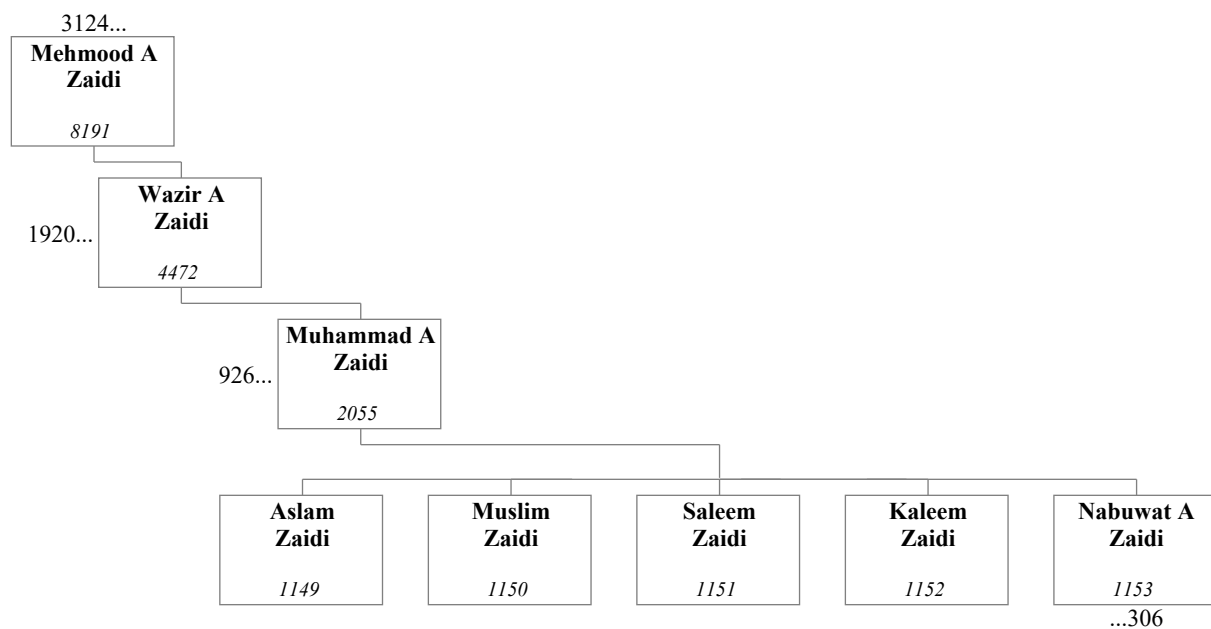 3124...
Mehmood A
Zaidi
8191
Wazir A
Zaidi
1920...
4472
Muhammad A
Zaidi
926...
2055
Aslam
Zaidi
1149
Muslim
Zaidi
1150
Saleem
Zaidi
1151
Kaleem
Zaidi
1152
Nabuwat A
Zaidi
1153
...306